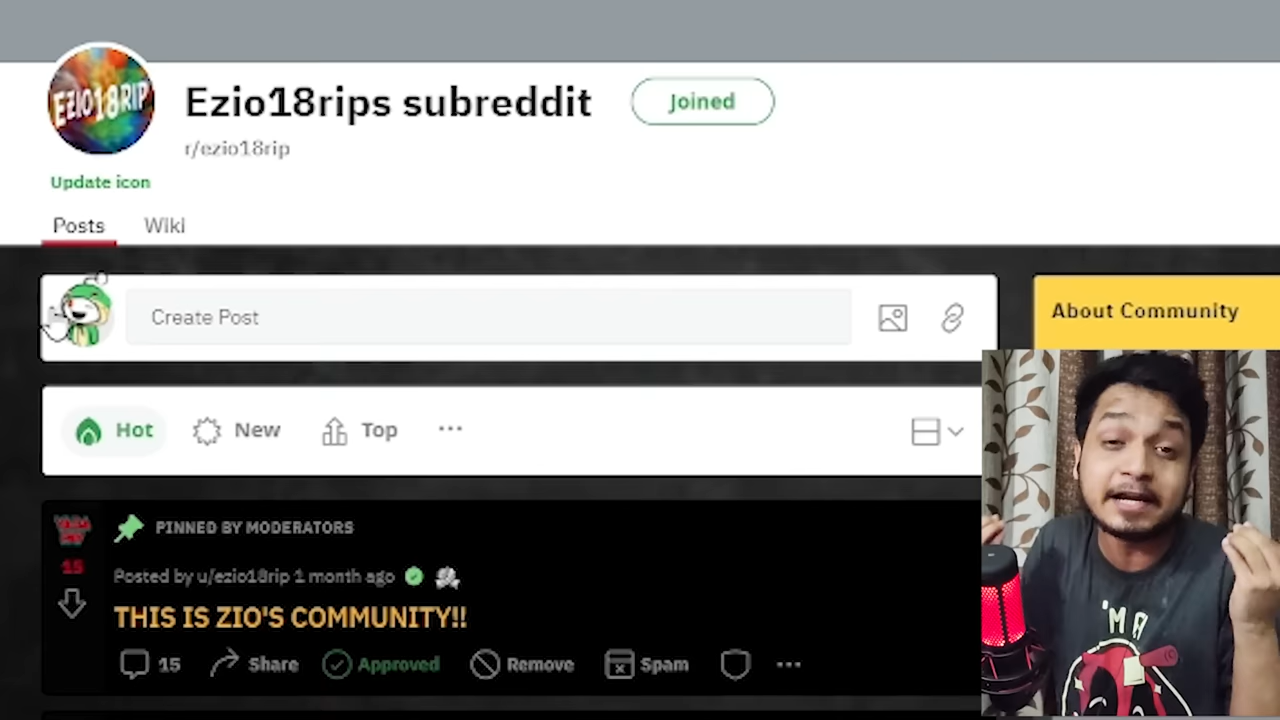 EZIO18RIP
Ezio18rips subreddit
Joined
r/ezio18rip
Update icon
Posts Wiki
Create Post
About Community
Hot New Top
PINNED BY MODERATORS
15
Posted by u/ezio18rip 1 month ago
THIS IS ZIO'S COMMUNITY!!
15 Share Approved Remove Spam
'M A